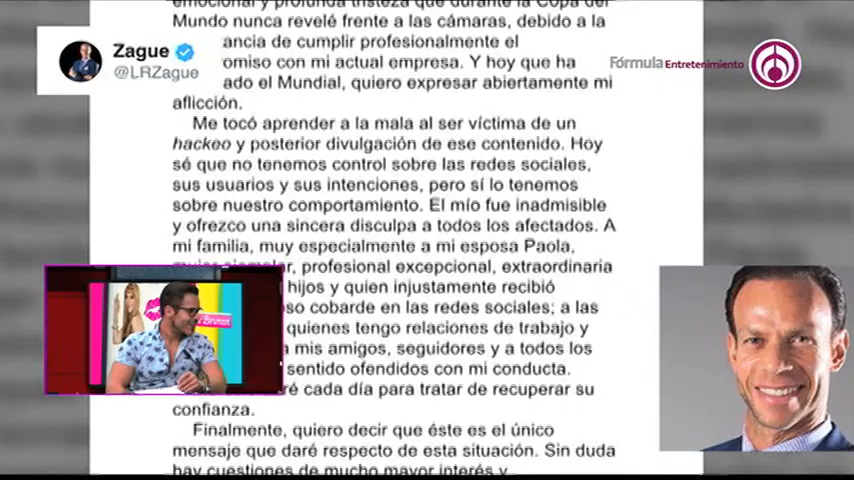 emocional y profunda tristeza que durante la Copa del
Mundo nunca revelé frente a las cámaras, debido a la
ancia de cumplir profesionalmente el
omiso con mi actual empresa. Y hoy que ha
ado el Mundial, quiero expresar abiertamente mi
aflicción.
Zague
@LRZague
Fórmula Entretenimiento
Me tocó aprender a la mala al ser víctima de un
hackeo y posterior divulgación de ese contenido. Hoy
sé que no tenemos control sobre las redes sociales,
sus usuarios y sus intenciones, pero sí lo tenemos
sobre nuestro comportamiento. El mío fue inadmisible
y ofrezco una sincera disculpa a todos los afectados. A
mi familia, muy especialmente a mi esposa Paola,
mujer ejemplar, profesional excepcional, extraordinaria
hijos y quien injustamente recibió
oso cobarde en las redes sociales; a las
quienes tengo relaciones de trabajo y
a mis amigos, seguidores y a todos los
sentido ofendidos con mi conducta.
ré cada día para tratar de recuperar su
confianza.
Finalmente, quiero decir que éste es el único
mensaje que daré respecto de esta situación. Sin duda
hay cuestiones de mucho mayor interés y